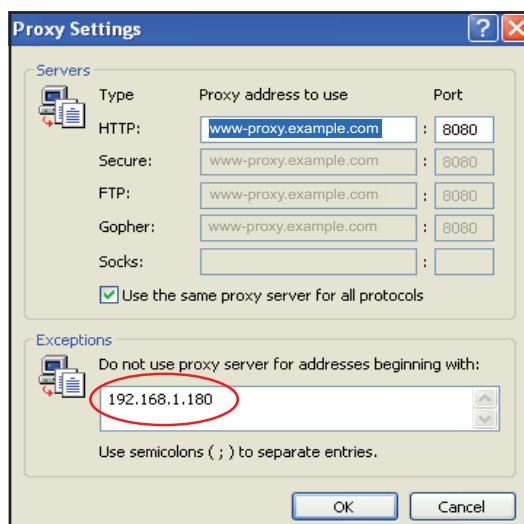 Proxy Settings
Servers
Type Proxy address to use Port
HTTP: www-proxy.example.com : 8080
Secure: www-proxy.example.com : 8080
FTP: www-proxy.example.com : 8080
Gopher: www-proxy.example.com : 8080
Socks: :
Use the same proxy server for all protocols
Exceptions
Do not use proxy server for addresses beginning with:
192.168.1.180
Use semicolons ( ; ) to separate entries.
OK Cancel